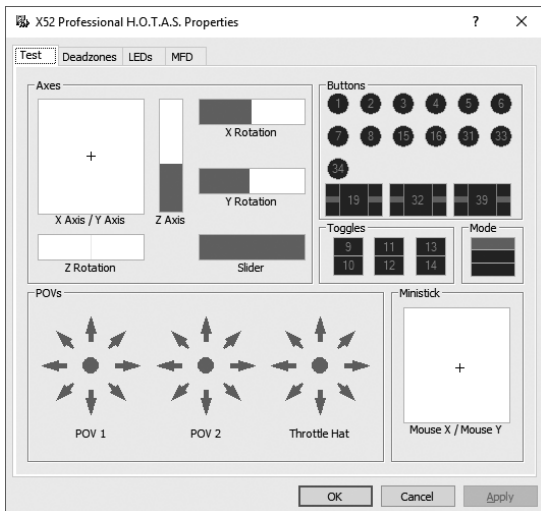 X52 Professional H.O.T.A.S. Properties
Test Deadzones LEDs MFD
Axes
X Axis / Y Axis
Z Axis
X Rotation
Y Rotation
Z Rotation
Slider
Buttons
1 2 3 4 5 6
7 8 15 16 31 33
34
19 32 39
Toggles
9 11 13
10 12 14
Mode
POVs
POV 1 POV 2 Throttle Hat
Ministick
Mouse X / Mouse Y
OK Cancel Apply